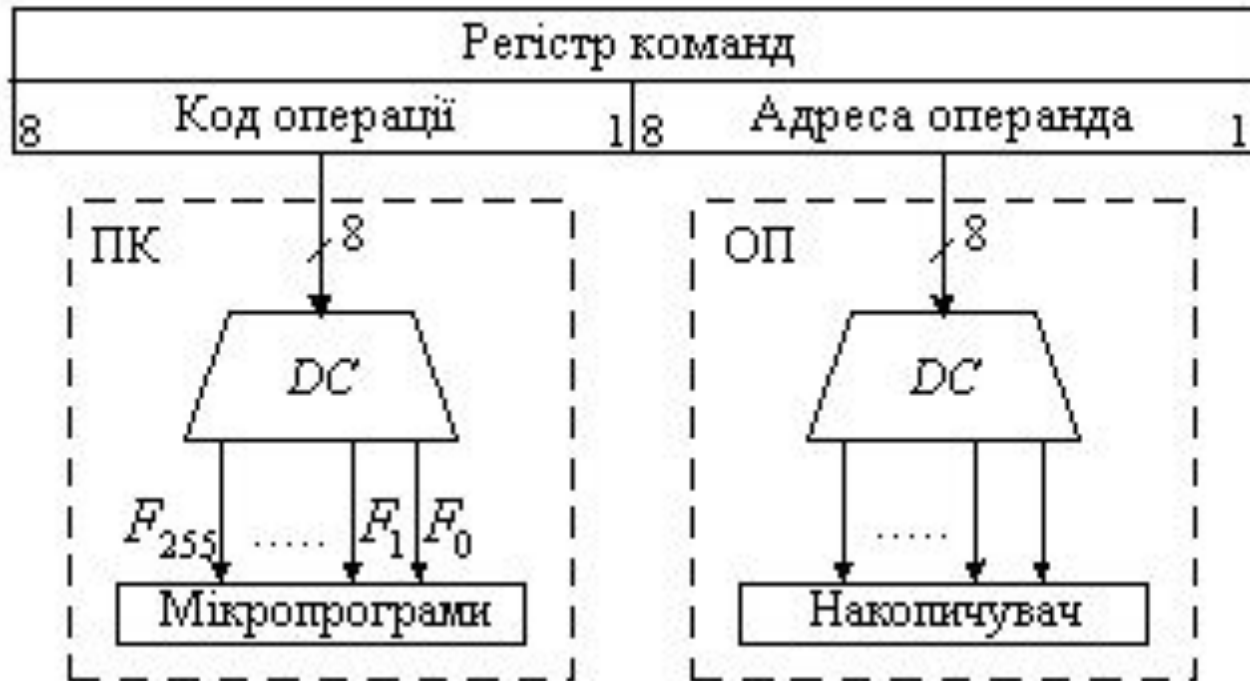 Регістр команд
8 Код операції 1 8 Адреса операнда 1
ПК 8 ОП 8
DC DC
F255 ..... F1 F0 .....
Мікропрограми Накопичувач